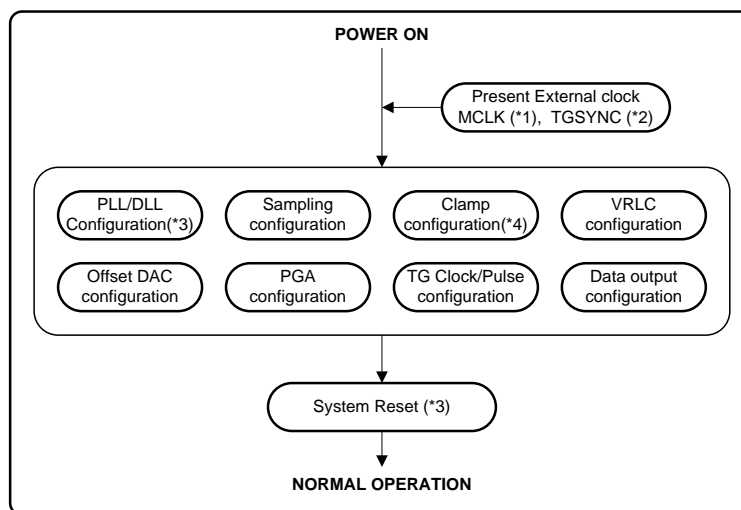 POWER ON
Present External clock
MCLK (*1), TGSYNC (*2)
PLL/DLL
Configuration(*3)
Sampling
configuration
Clamp
configuration(*4)
VRLC
configuration
Offset DAC
configuration
PGA
configuration
TG Clock/Pulse
configuration
Data output
configuration
System Reset (*3)
NORMAL OPERATION